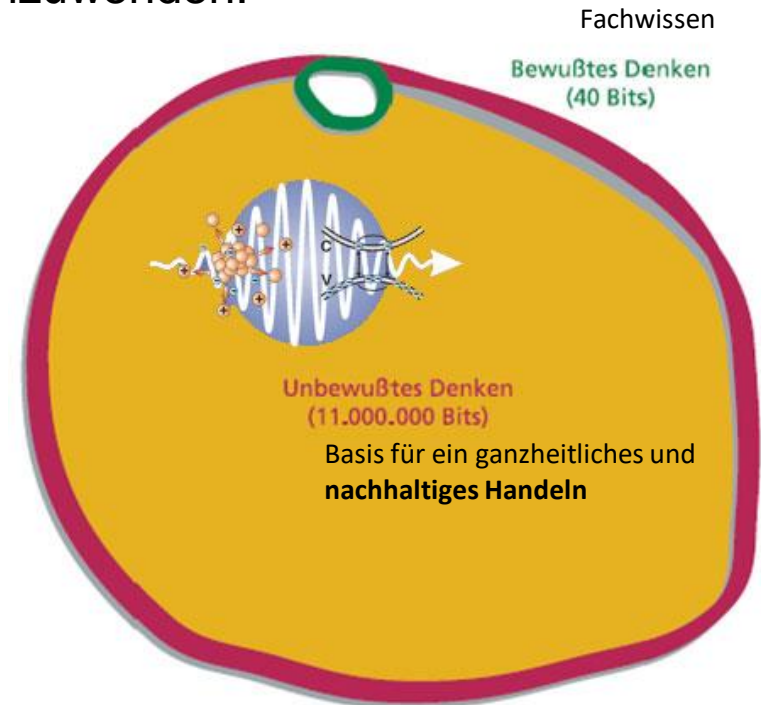 Fachwissen
Bewußtes Denken
(40 Bits)
C
V
Unbewußtes Denken
(11.000.000 Bits)
Basis für ein ganzheitliches und
nachhaltiges Handeln